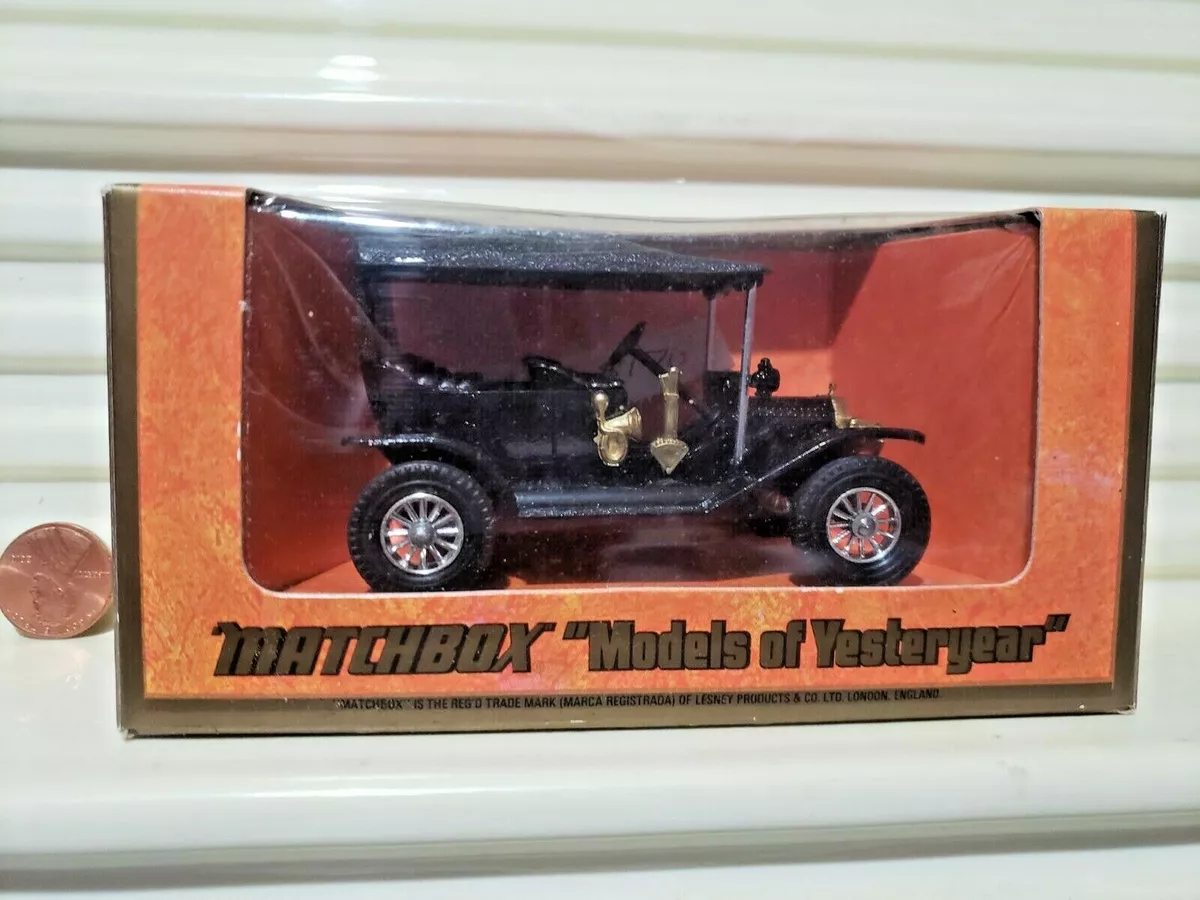 "MATCHBOX" "Models of Yesteryear"
"MATCHBOX" IS THE REG'D TRADE MARK (MARCA REGISTRADA) OF LESNEY PRODUCTS & CO. LTD. LONDON, ENGLAND.